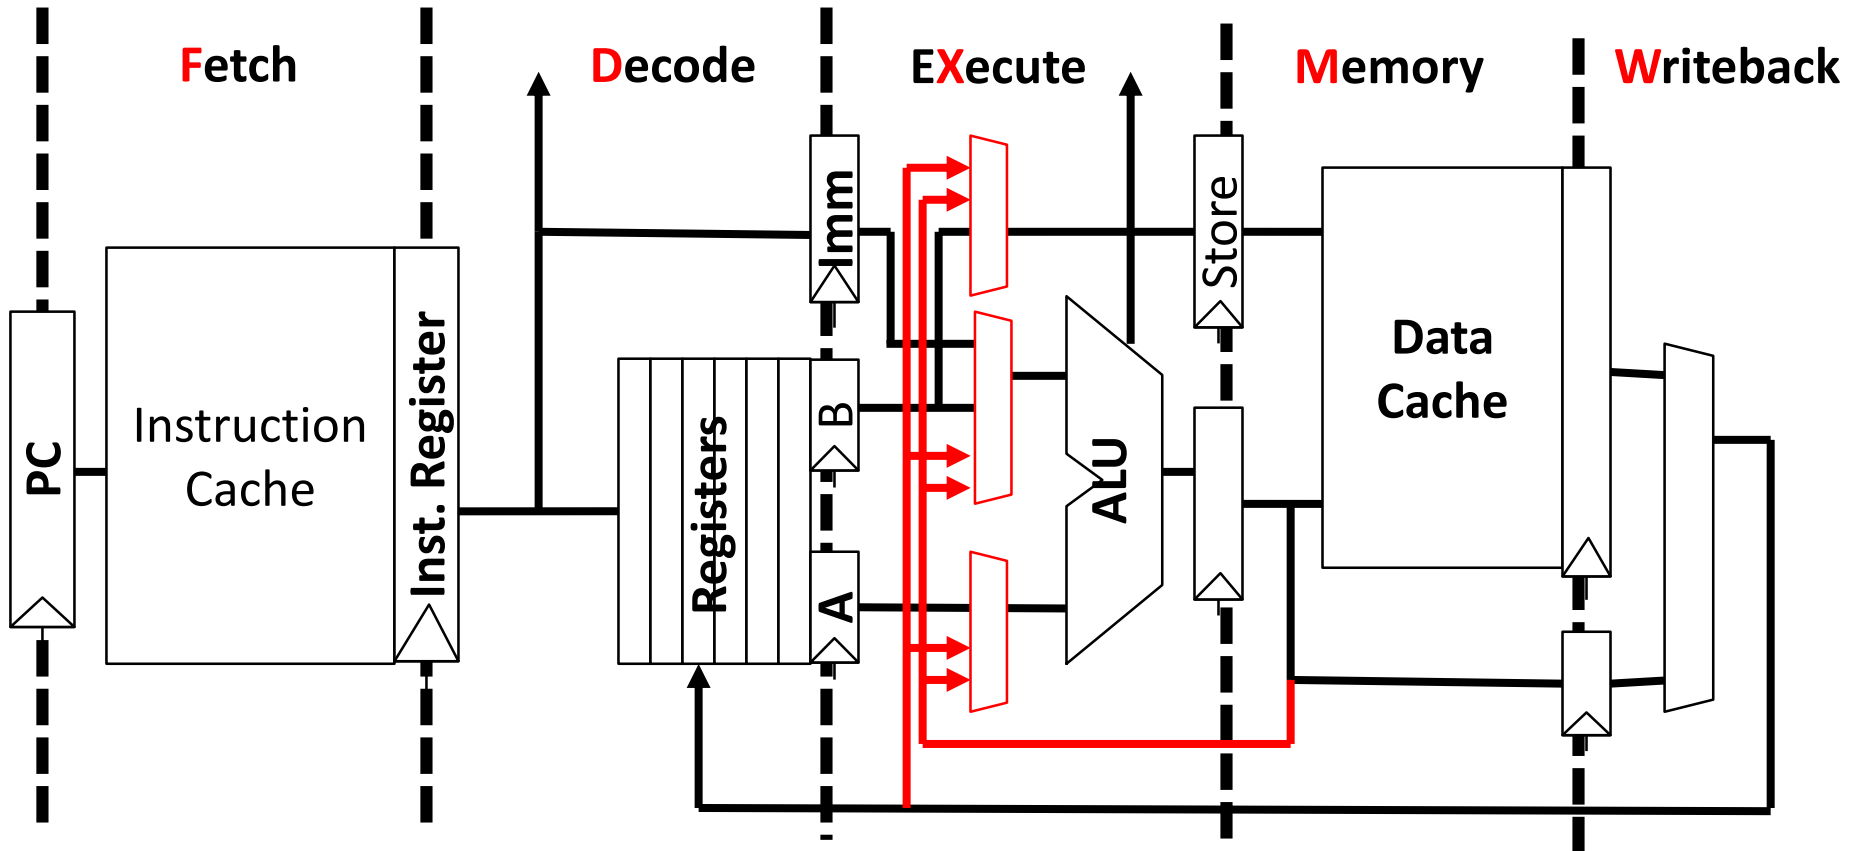 Fetch
Decode
EXecute
Memory
Writeback
PC
Instruction
Cache
Inst. Register
Registers
Imm
B
A
ALU
Store
Data
Cache